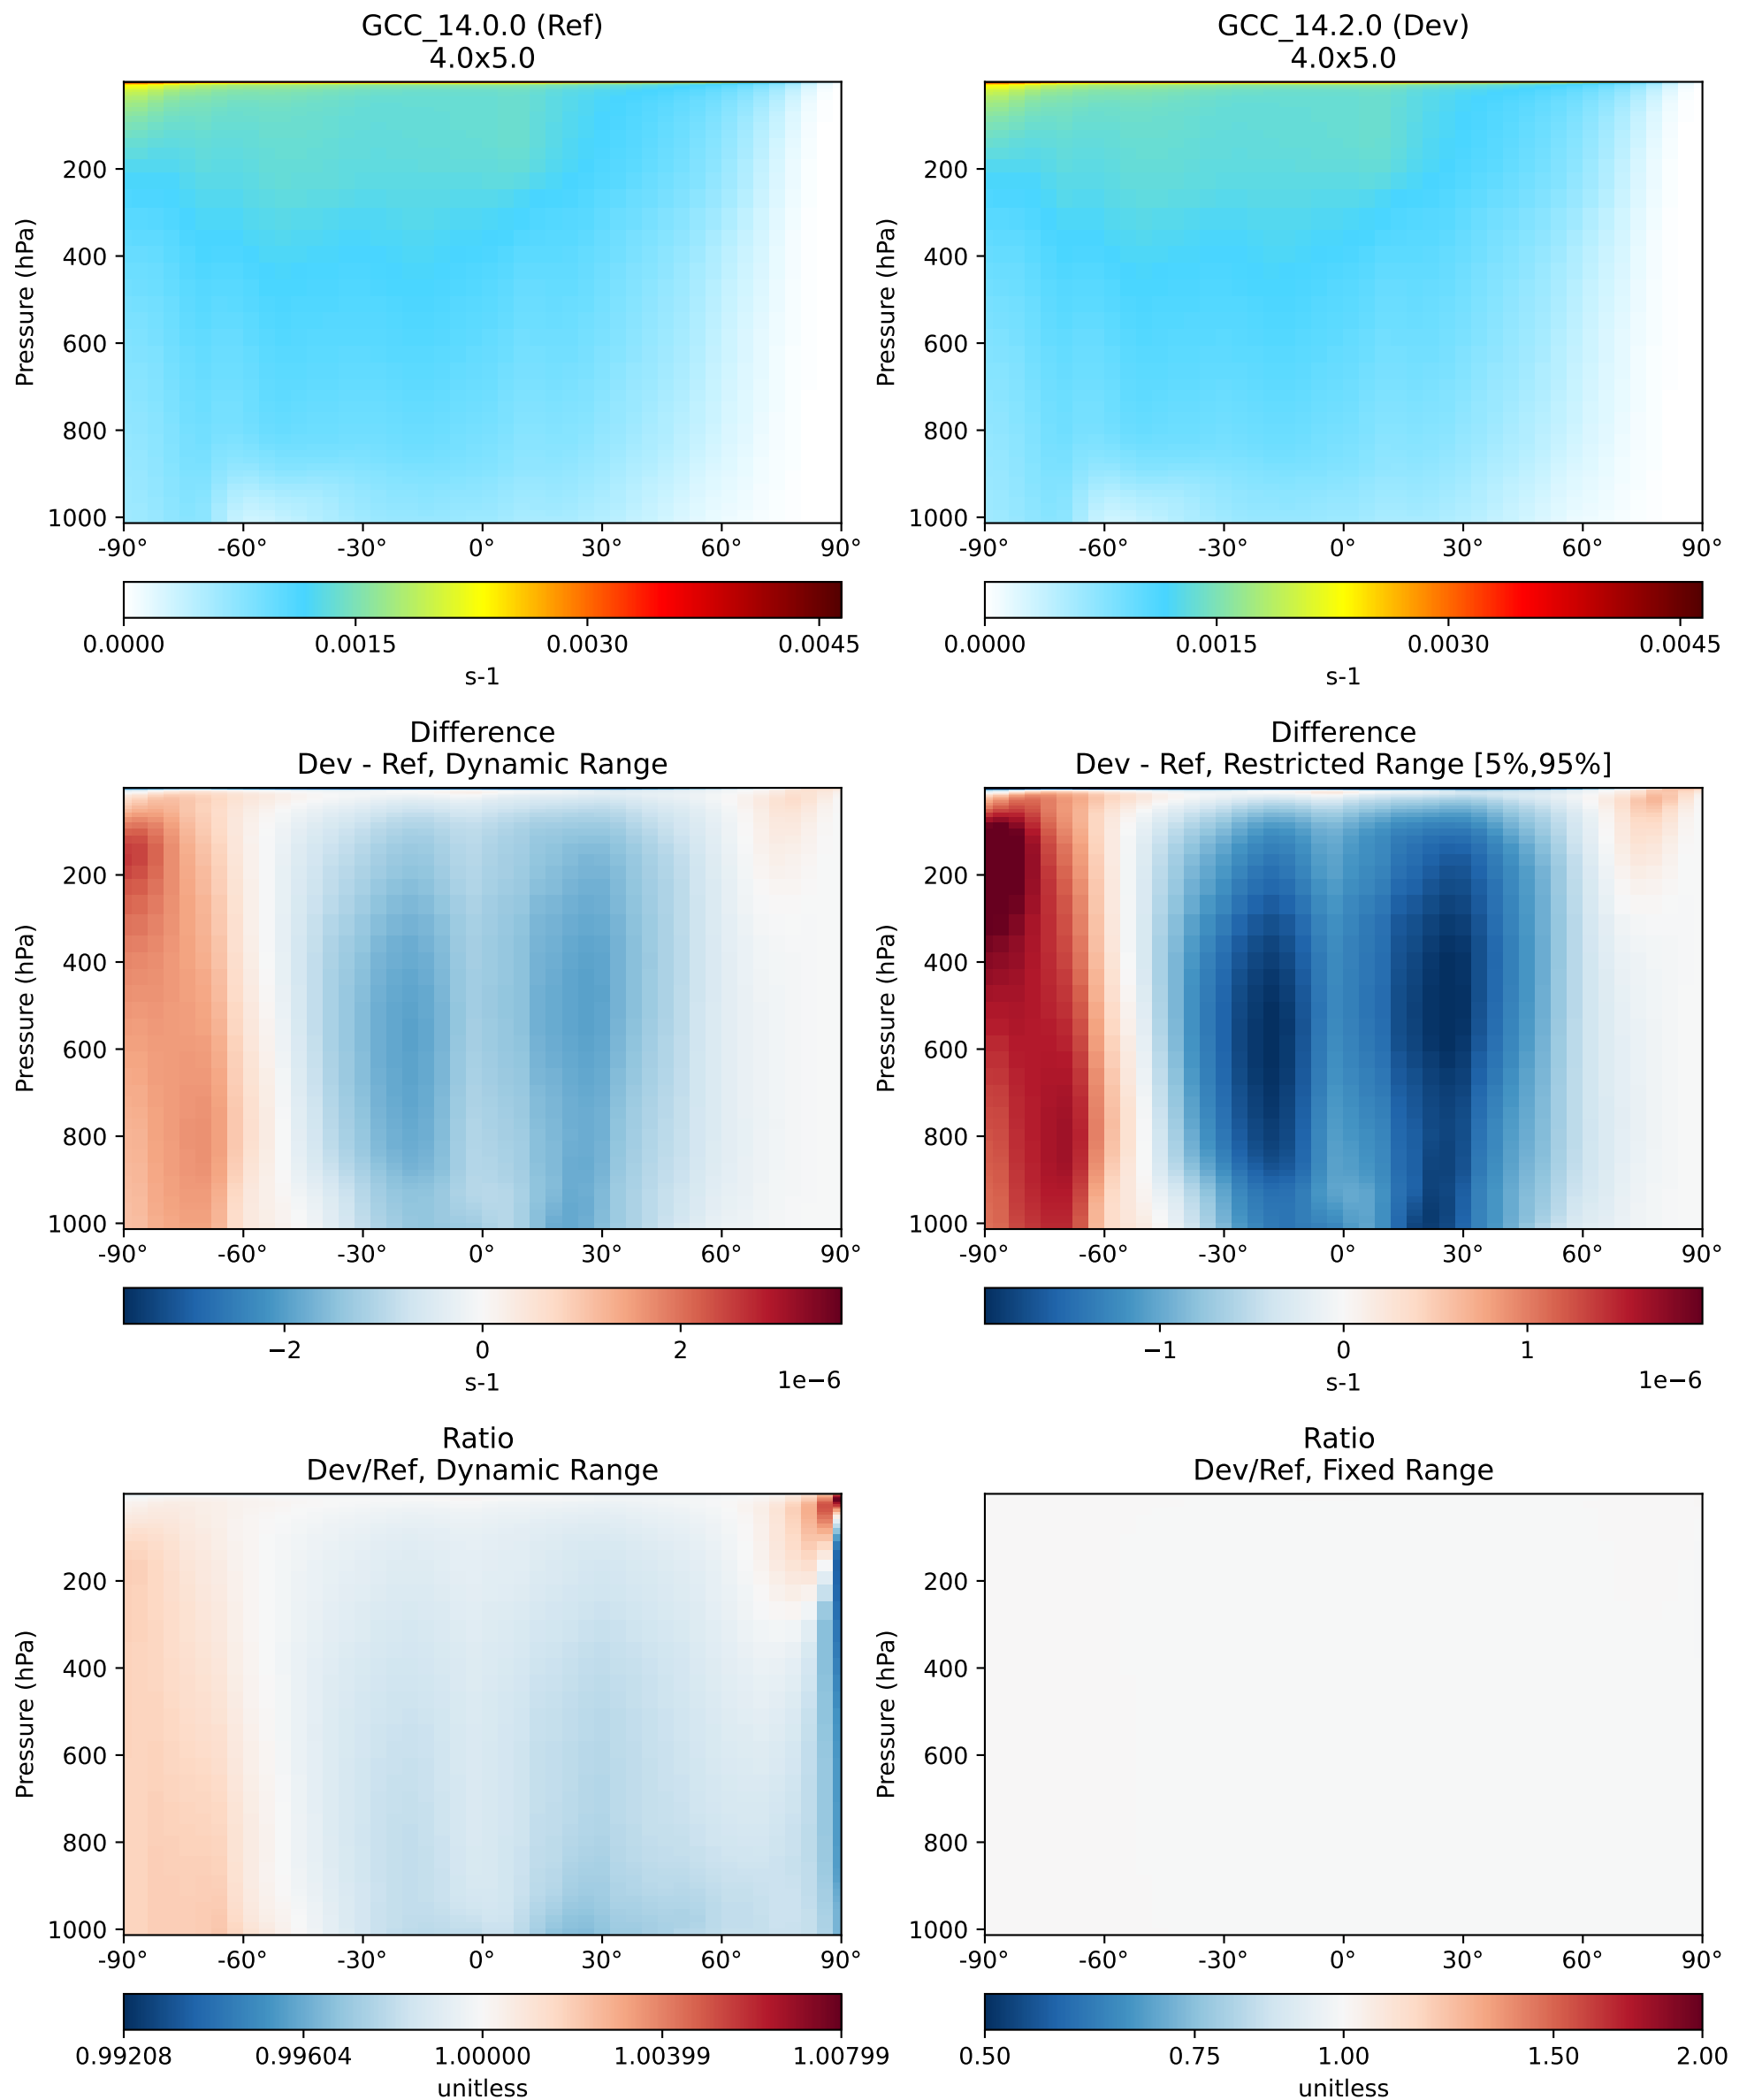 GCC_14.0.0 (Ref)
4.0x5.0
Pressure (hPa)
200
400
600
800
1000
-90° -60° -30° 0° 30° 60° 90°
0.0000 0.0015 0.0030 0.0045
s-1
GCC_14.2.0 (Dev)
4.0x5.0
Pressure (hPa)
200
400
600
800
1000
-90° -60° -30° 0° 30° 60° 90°
0.0000 0.0015 0.0030 0.0045
s-1
Difference
Dev - Ref, Dynamic Range
Pressure (hPa)
200
400
600
800
1000
-90° -60° -30° 0° 30° 60° 90°
−2 0 2
1e−6
s-1
Difference
Dev - Ref, Restricted Range [5%,95%]
Pressure (hPa)
200
400
600
800
1000
-90° -60° -30° 0° 30° 60° 90°
−1 0 1
1e−6
s-1
Ratio
Dev/Ref, Dynamic Range
Pressure (hPa)
200
400
600
800
1000
-90° -60° -30° 0° 30° 60° 90°
0.99208 0.99604 1.00000 1.00399 1.00799
unitless
Ratio
Dev/Ref, Fixed Range
Pressure (hPa)
200
400
600
800
1000
-90° -60° -30° 0° 30° 60° 90°
0.50 0.75 1.00 1.50 2.00
unitless